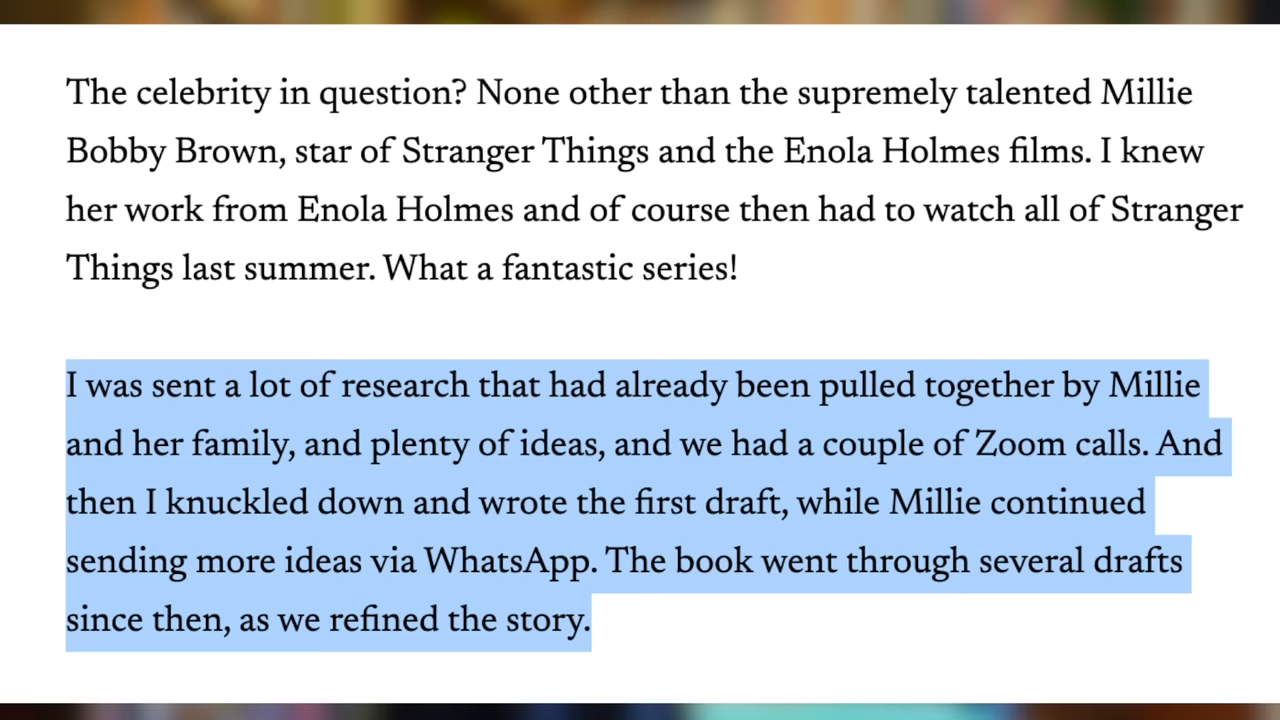 The celebrity in question? None other than the supremely talented Millie
Bobby Brown, star of Stranger Things and the Enola Holmes films. I knew
her work from Enola Holmes and of course then had to watch all of Stranger
Things last summer. What a fantastic series!
I was sent a lot of research that had already been pulled together by Millie
and her family, and plenty of ideas, and we had a couple of Zoom calls. And
then I knuckled down and wrote the first draft, while Millie continued
sending more ideas via WhatsApp. The book went through several drafts
since then, as we refined the story.